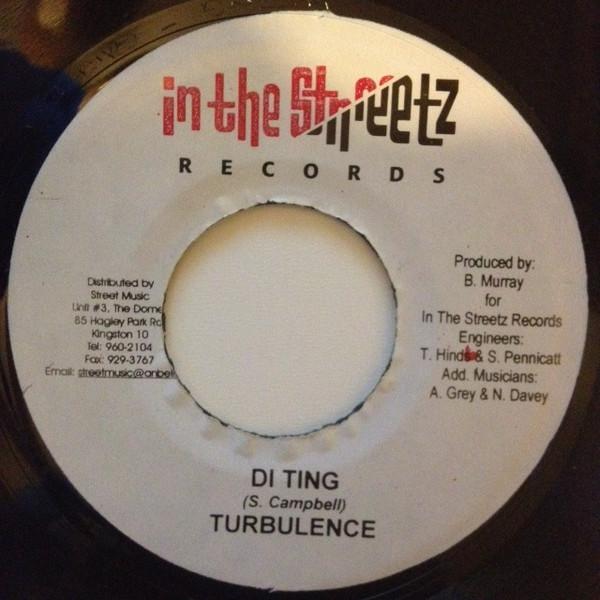 in the Streetz
RECORDS
Distributed by
Street Music
Unit #3, The Dome
85 Hagley Park Rd
Kingston 10
Tel: 960-2104
Fax: 929-3767
Email: streetmusic@anbell
Produced by:
B. Murray
for
In The Streetz Records
Engineers:
T. Hinds & S. Pennicatt
Add. Musicians:
A. Grey & N. Davey
DI TING
(S. Campbell)
TURBULENCE